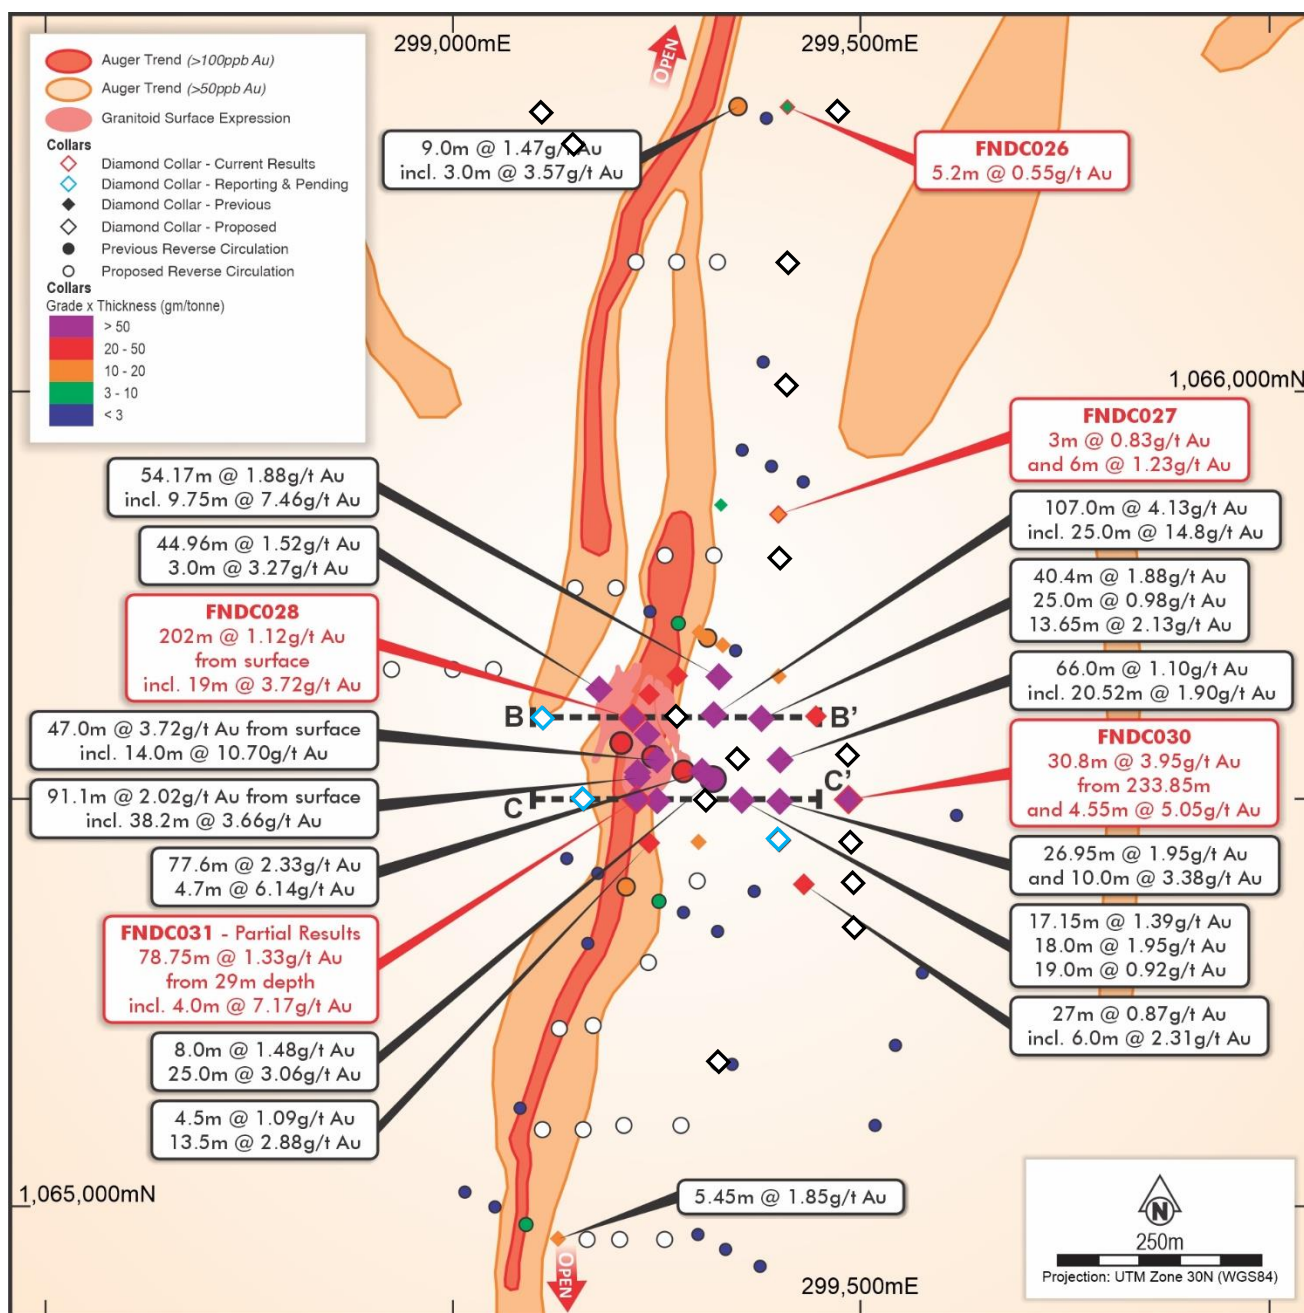 299,000mE
299,500mE
Auger Trend (>100ppb Au)
Auger Trend (>50ppb Au)
Granitoid Surface Expression
Collars
Diamond Collar - Current Results
Diamond Collar - Reporting & Pending
Diamond Collar - Previous
Diamond Collar - Proposed
Previous Reverse Circulation
Proposed Reverse Circulation
Collars
Grade x Thickness (gm/tonne)
> 50
20 - 50
10 - 20
3 - 10
< 3
OPEN
9.0m @ 1.47g/t Au
incl. 3.0m @ 3.57g/t Au
FNDC026
5.2m @ 0.55g/t Au
1,066,000mN
FNDC027
3m @ 0.83g/t Au
and 6m @ 1.23g/t Au
54.17m @ 1.88g/t Au
incl. 9.75m @ 7.46g/t Au
44.96m @ 1.52g/t Au
3.0m @ 3.27g/t Au
FNDC028
202m @ 1.12g/t Au
from surface
incl. 19m @ 3.72g/t Au
47.0m @ 3.72g/t Au from surface
incl. 14.0m @ 10.70g/t Au
91.1m @ 2.02g/t Au from surface
incl. 38.2m @ 3.66g/t Au
77.6m @ 2.33g/t Au
4.7m @ 6.14g/t Au
FNDC031 - Partial Results
78.75m @ 1.33g/t Au
from 29m depth
incl. 4.0m @ 7.17g/t Au
8.0m @ 1.48g/t Au
25.0m @ 3.06g/t Au
4.5m @ 1.09g/t Au
13.5m @ 2.88g/t Au
B
B'
C
C'
107.0m @ 4.13g/t Au
incl. 25.0m @ 14.8g/t Au
40.4m @ 1.88g/t Au
25.0m @ 0.98g/t Au
13.65m @ 2.13g/t Au
66.0m @ 1.10g/t Au
incl. 20.52m @ 1.90g/t Au
FNDC030
30.8m @ 3.95g/t Au
from 233.85m
and 4.55m @ 5.05g/t Au
26.95m @ 1.95g/t Au
and 10.0m @ 3.38g/t Au
17.15m @ 1.39g/t Au
18.0m @ 1.95g/t Au
19.0m @ 0.92g/t Au
27m @ 0.87g/t Au
incl. 6.0m @ 2.31g/t Au
1,065,000mN
5.45m @ 1.85g/t Au
OPEN
299,500mE
N
250m
Projection: UTM Zone 30N (WGS84)